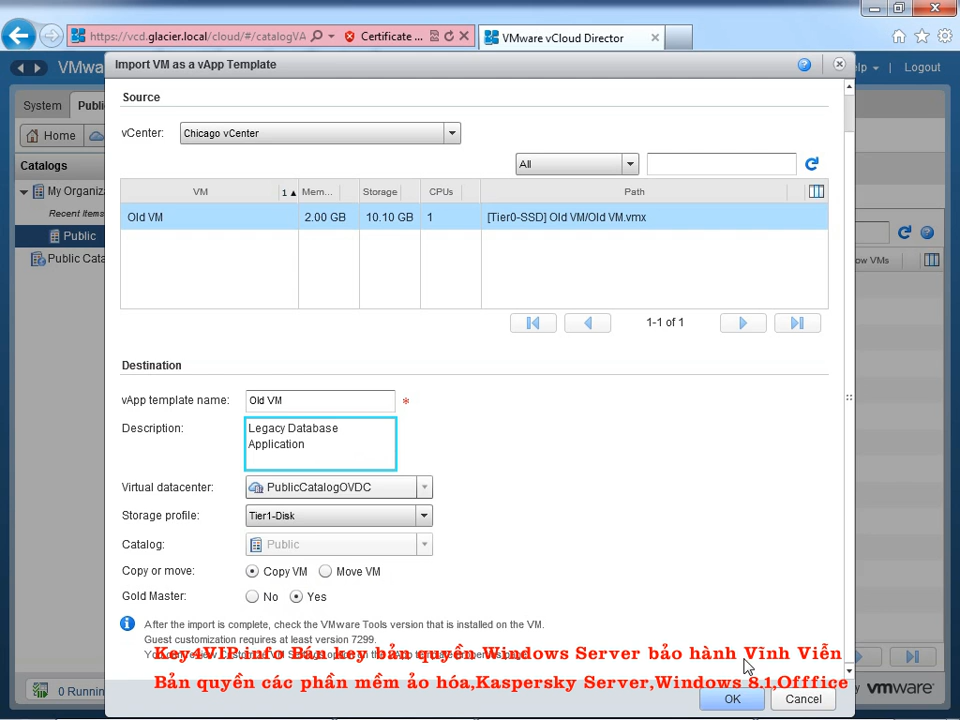 https://vcd.glacier.local/cloud/#/catalogVA
Certificate ...
VMware vCloud Director
VMwa
Import VM as a vApp Template
elp
Logout
System
Publi
Home
Catalogs
My Organiz
Recent Items
Public
Public Cata
Source
vCenter:
Chicago vCenter
All
VM
1
Mem...
Storage
CPUs
Path
Old VM
2.00 GB
10.10 GB
1
[Tier0-SSD] Old VM/Old VM.vmx
ow VMs
1-1 of 1
Destination
vApp template name:
Old VM
*
Description:
Legacy Database
Application
Virtual datacenter:
PublicCatalogOVDC
Storage profile:
Tier1-Disk
Catalog:
Public
Copy or move:
Copy VM
Move VM
Gold Master:
No
Yes
After the import is complete, check the VMware Tools version that is installed on the VM.
Guest customization requires at least version 7299.
Key4VIP.info Bán key bản quyền Windows Server bảo hành Vĩnh Viễn
Bản quyền các phần mềm ảo hóa,Kaspersky Server,Windows 8.1,Offfice
0 Runnin
vmware
OK
Cancel